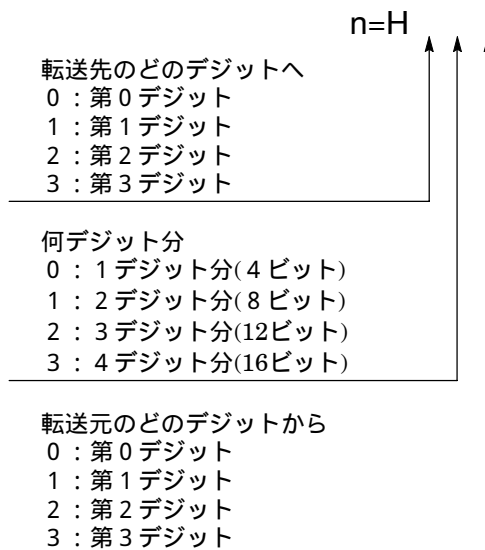 n=H
転送先のどのデジットへ
0：第0デジット
1：第1デジット
2：第2デジット
3：第3デジット
何デジット分
0：1デジット分(4ビット)
1：2デジット分(8ビット)
2：3デジット分(12ビット)
3：4デジット分(16ビット)
転送元のどのデジットから
0：第0デジット
1：第1デジット
2：第2デジット
3：第3デジット